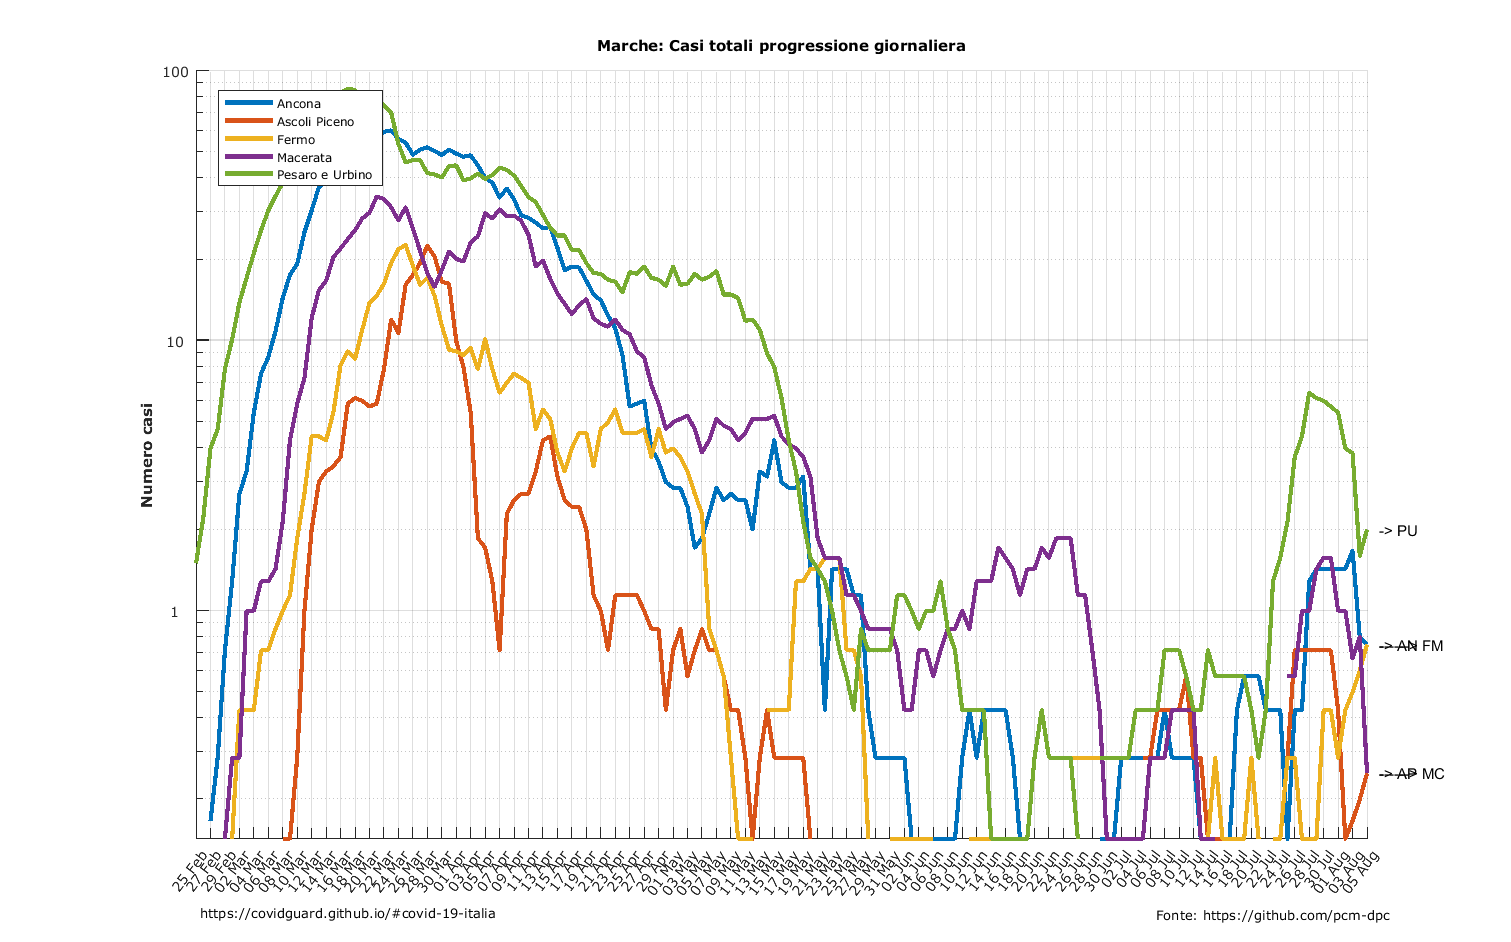 Marche: Casi totali progressione giornaliera
Numero casi
100
10
1
Ancona
Ascoli Piceno
Fermo
Macerata
Pesaro e Urbino
-> PU
-> AN FM
-> AP MC
25 Feb
27 Feb
29 Feb
02 Mar
04 Mar
06 Mar
08 Mar
10 Mar
12 Mar
14 Mar
16 Mar
18 Mar
20 Mar
22 Mar
24 Mar
26 Mar
28 Mar
30 Mar
01 Apr
03 Apr
05 Apr
07 Apr
09 Apr
11 Apr
13 Apr
15 Apr
17 Apr
19 Apr
21 Apr
23 Apr
25 Apr
27 Apr
29 Apr
01 May
03 May
05 May
07 May
09 May
11 May
13 May
15 May
17 May
19 May
21 May
23 May
25 May
27 May
29 May
31 May
02 Jun
04 Jun
06 Jun
08 Jun
10 Jun
12 Jun
14 Jun
16 Jun
18 Jun
20 Jun
22 Jun
24 Jun
26 Jun
28 Jun
30 Jun
02 Jul
04 Jul
06 Jul
08 Jul
10 Jul
12 Jul
14 Jul
16 Jul
18 Jul
20 Jul
22 Jul
24 Jul
26 Jul
28 Jul
30 Jul
01 Aug
03 Aug
05 Aug
https://covidguard.github.io/#covid-19-italia
Fonte: https://github.com/pcm-dpc